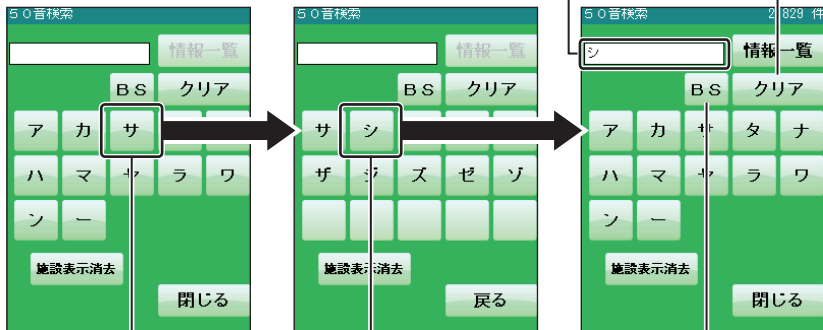 ５０音検索
情報一覧
ＢＳ クリア
ア カ サ
ハ マ ヤ ラ ワ
ン ー
施設表示消去
閉じる
５０音検索
情報一覧
ＢＳ クリア
サ シ
ザ ジ ズ ゼ ゾ
施設表示消去
戻る
５０音検索 件
シ 情報一覧
ＢＳ クリア
ア カ サ タ ナ
ハ マ ヤ ラ ワ
ン ー
施設表示消去
閉じる